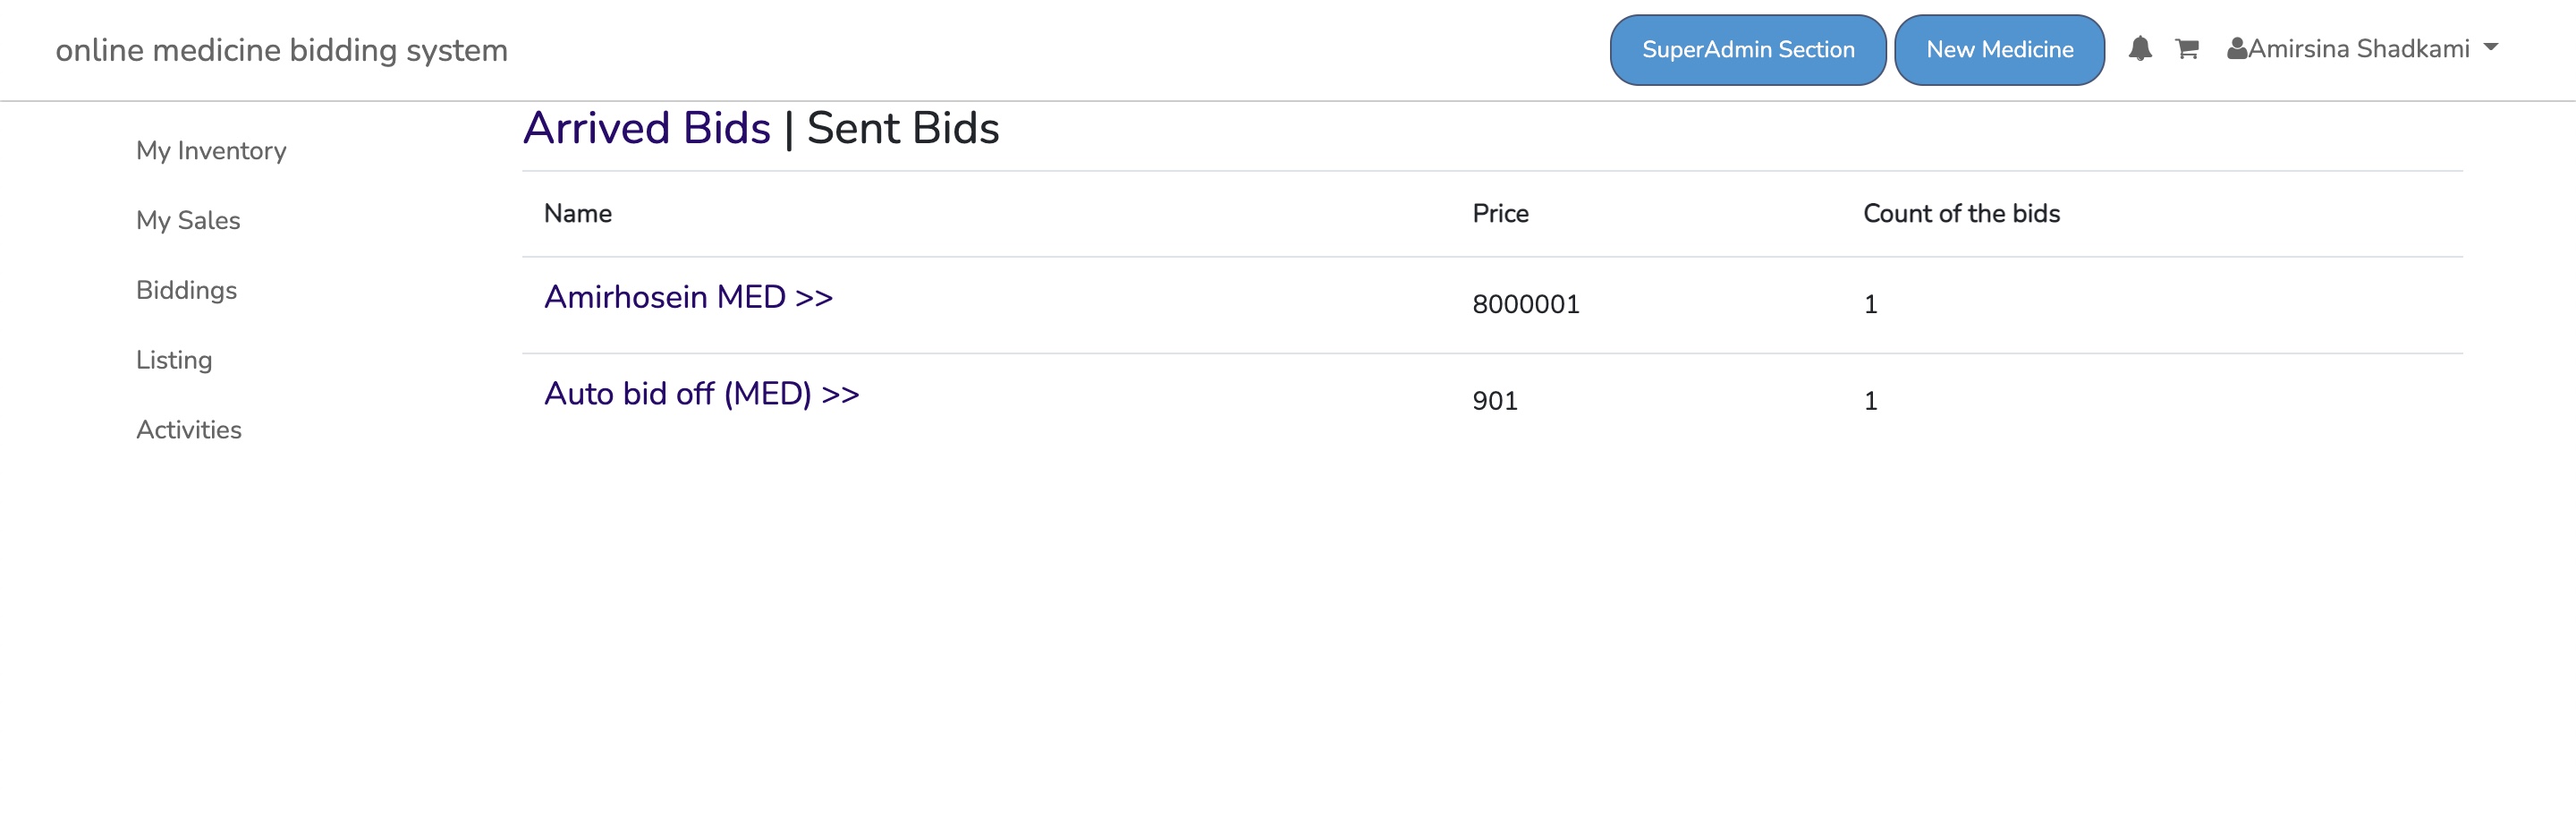 online medicine bidding system
SuperAdmin Section
New Medicine
Amirsina Shadkami
My Inventory
My Sales
Biddings
Listing
Activities
Arrived Bids | Sent Bids
Name Price Count of the bids
Amirhosein MED >> 8000001 1
Auto bid off (MED) >> 901 1